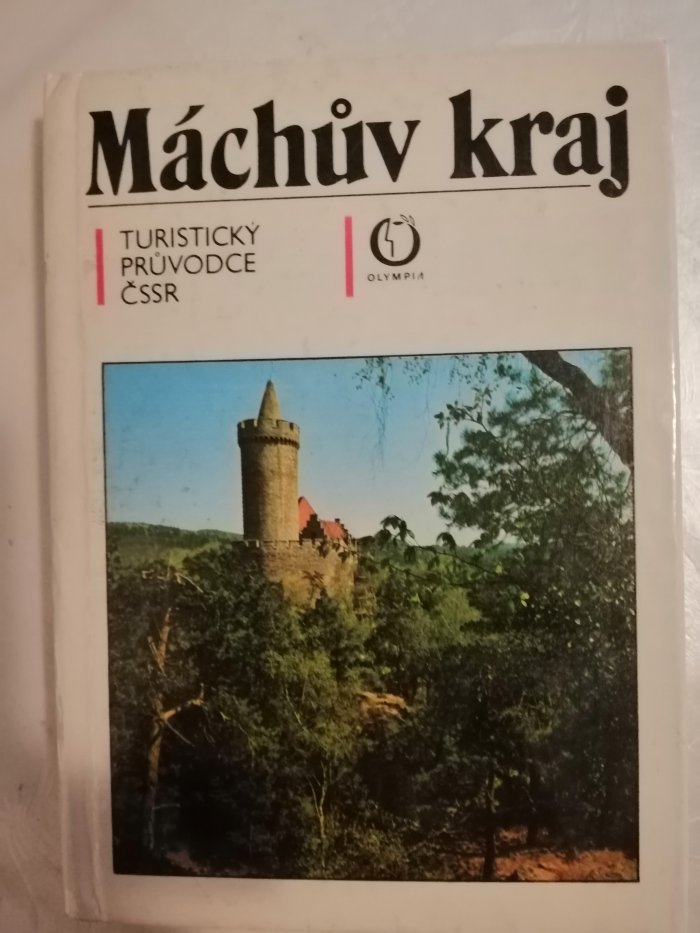 Máchův kraj
TURISTICKÝ
PRŮVODCE
ČSSR
OLYMPIA